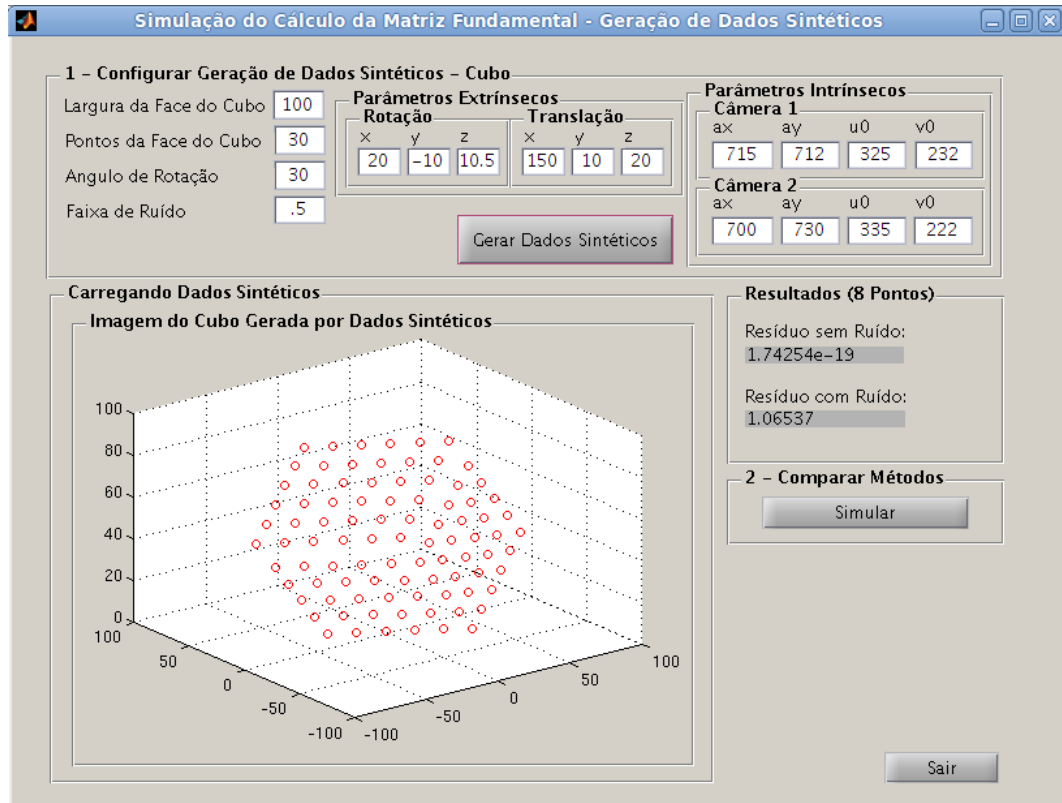 Simulação do Cálculo da Matriz Fundamental - Geração de Dados Sintéticos
1 - Configurar Geração de Dados Sintéticos - Cubo
Largura da Face do Cubo 100
Pontos da Face do Cubo 30
Angulo de Rotação 30
Faixa de Ruído .5
Parâmetros Extrínsecos
Rotação
x y z
20 -10 10.5
Translação
x y z
150 10 20
Gerar Dados Sintéticos
Parâmetros Intrínsecos
Câmera 1
ax ay u0 v0
715 712 325 232
Câmera 2
ax ay u0 v0
700 730 335 222
Carregando Dados Sintéticos
Imagem do Cubo Gerada por Dados Sintéticos
100
80
60
40
20
0
100
50
0
-50
-100
-100
-50
0
50
100
Resultados (8 Pontos)
Resíduo sem Ruído:
1.74254e-19
Resíduo com Ruído:
1.06537
2 - Comparar Métodos
Simular
Sair